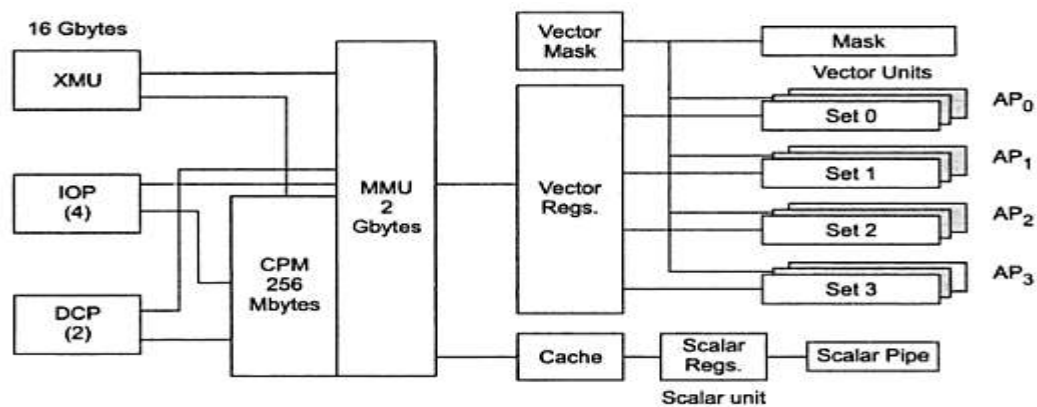 16 Gbytes
XMU
IOP
(4)
DCP
(2)
CPM
256
Mbytes
MMU
2
Gbytes
Vector
Mask
Vector
Regs.
Cache
Scalar
Regs.
Scalar unit
Scalar Pipe
Mask
Vector Units
Set 0
AP0
Set 1
AP1
Set 2
AP2
Set 3
AP3